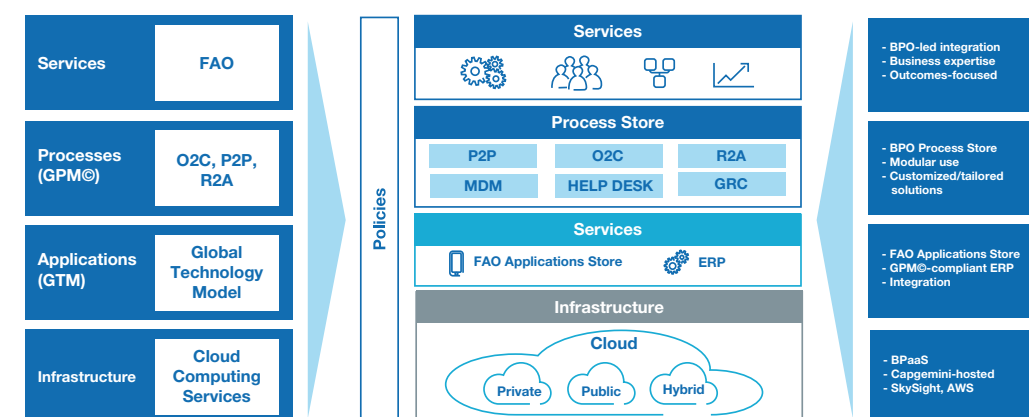 Services
FAO
Processes
(GPM©)
O2C, P2P,
R2A
Applications
(GTM)
Global
Technology
Model
Infrastructure
Cloud
Computing
Services
Policies
Services
Process Store
P2P
O2C
R2A
MDM
HELP DESK
GRC
Services
FAO Applications Store
ERP
Infrastructure
Cloud
Private
Public
Hybrid
- BPO-led integration
- Business expertise
- Outcomes-focused
- BPO Process Store
- Modular use
- Customized/tailored
solutions
- FAO Applications Store
- GPM©-compliant ERP
- Integration
- BPaaS
- Capgemini-hosted
- SkySight, AWS